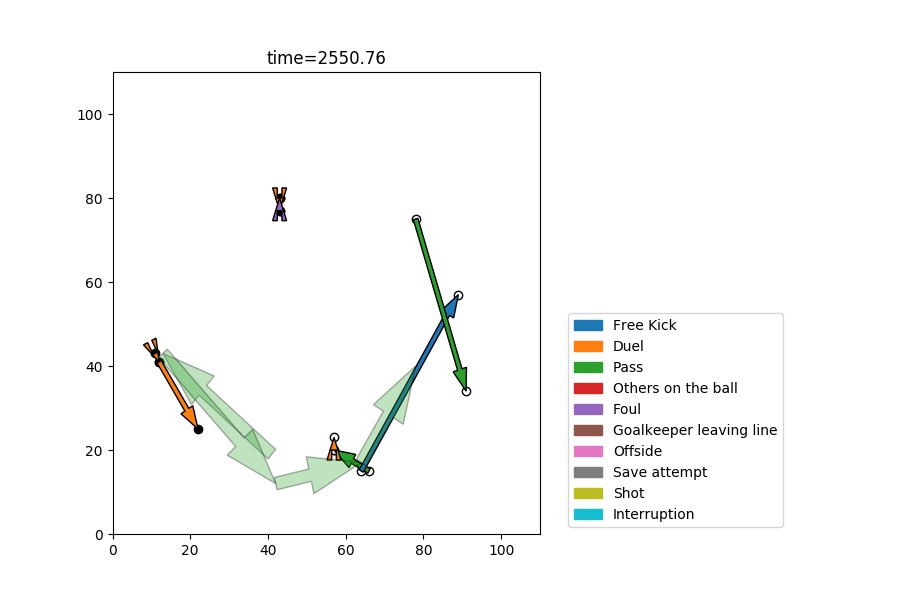 time=2550.76
100
80
60
40
20
0
0 20 40 60 80 100
Free Kick
Duel
Pass
Others on the ball
Foul
Goalkeeper leaving line
Offside
Save attempt
Shot
Interruption